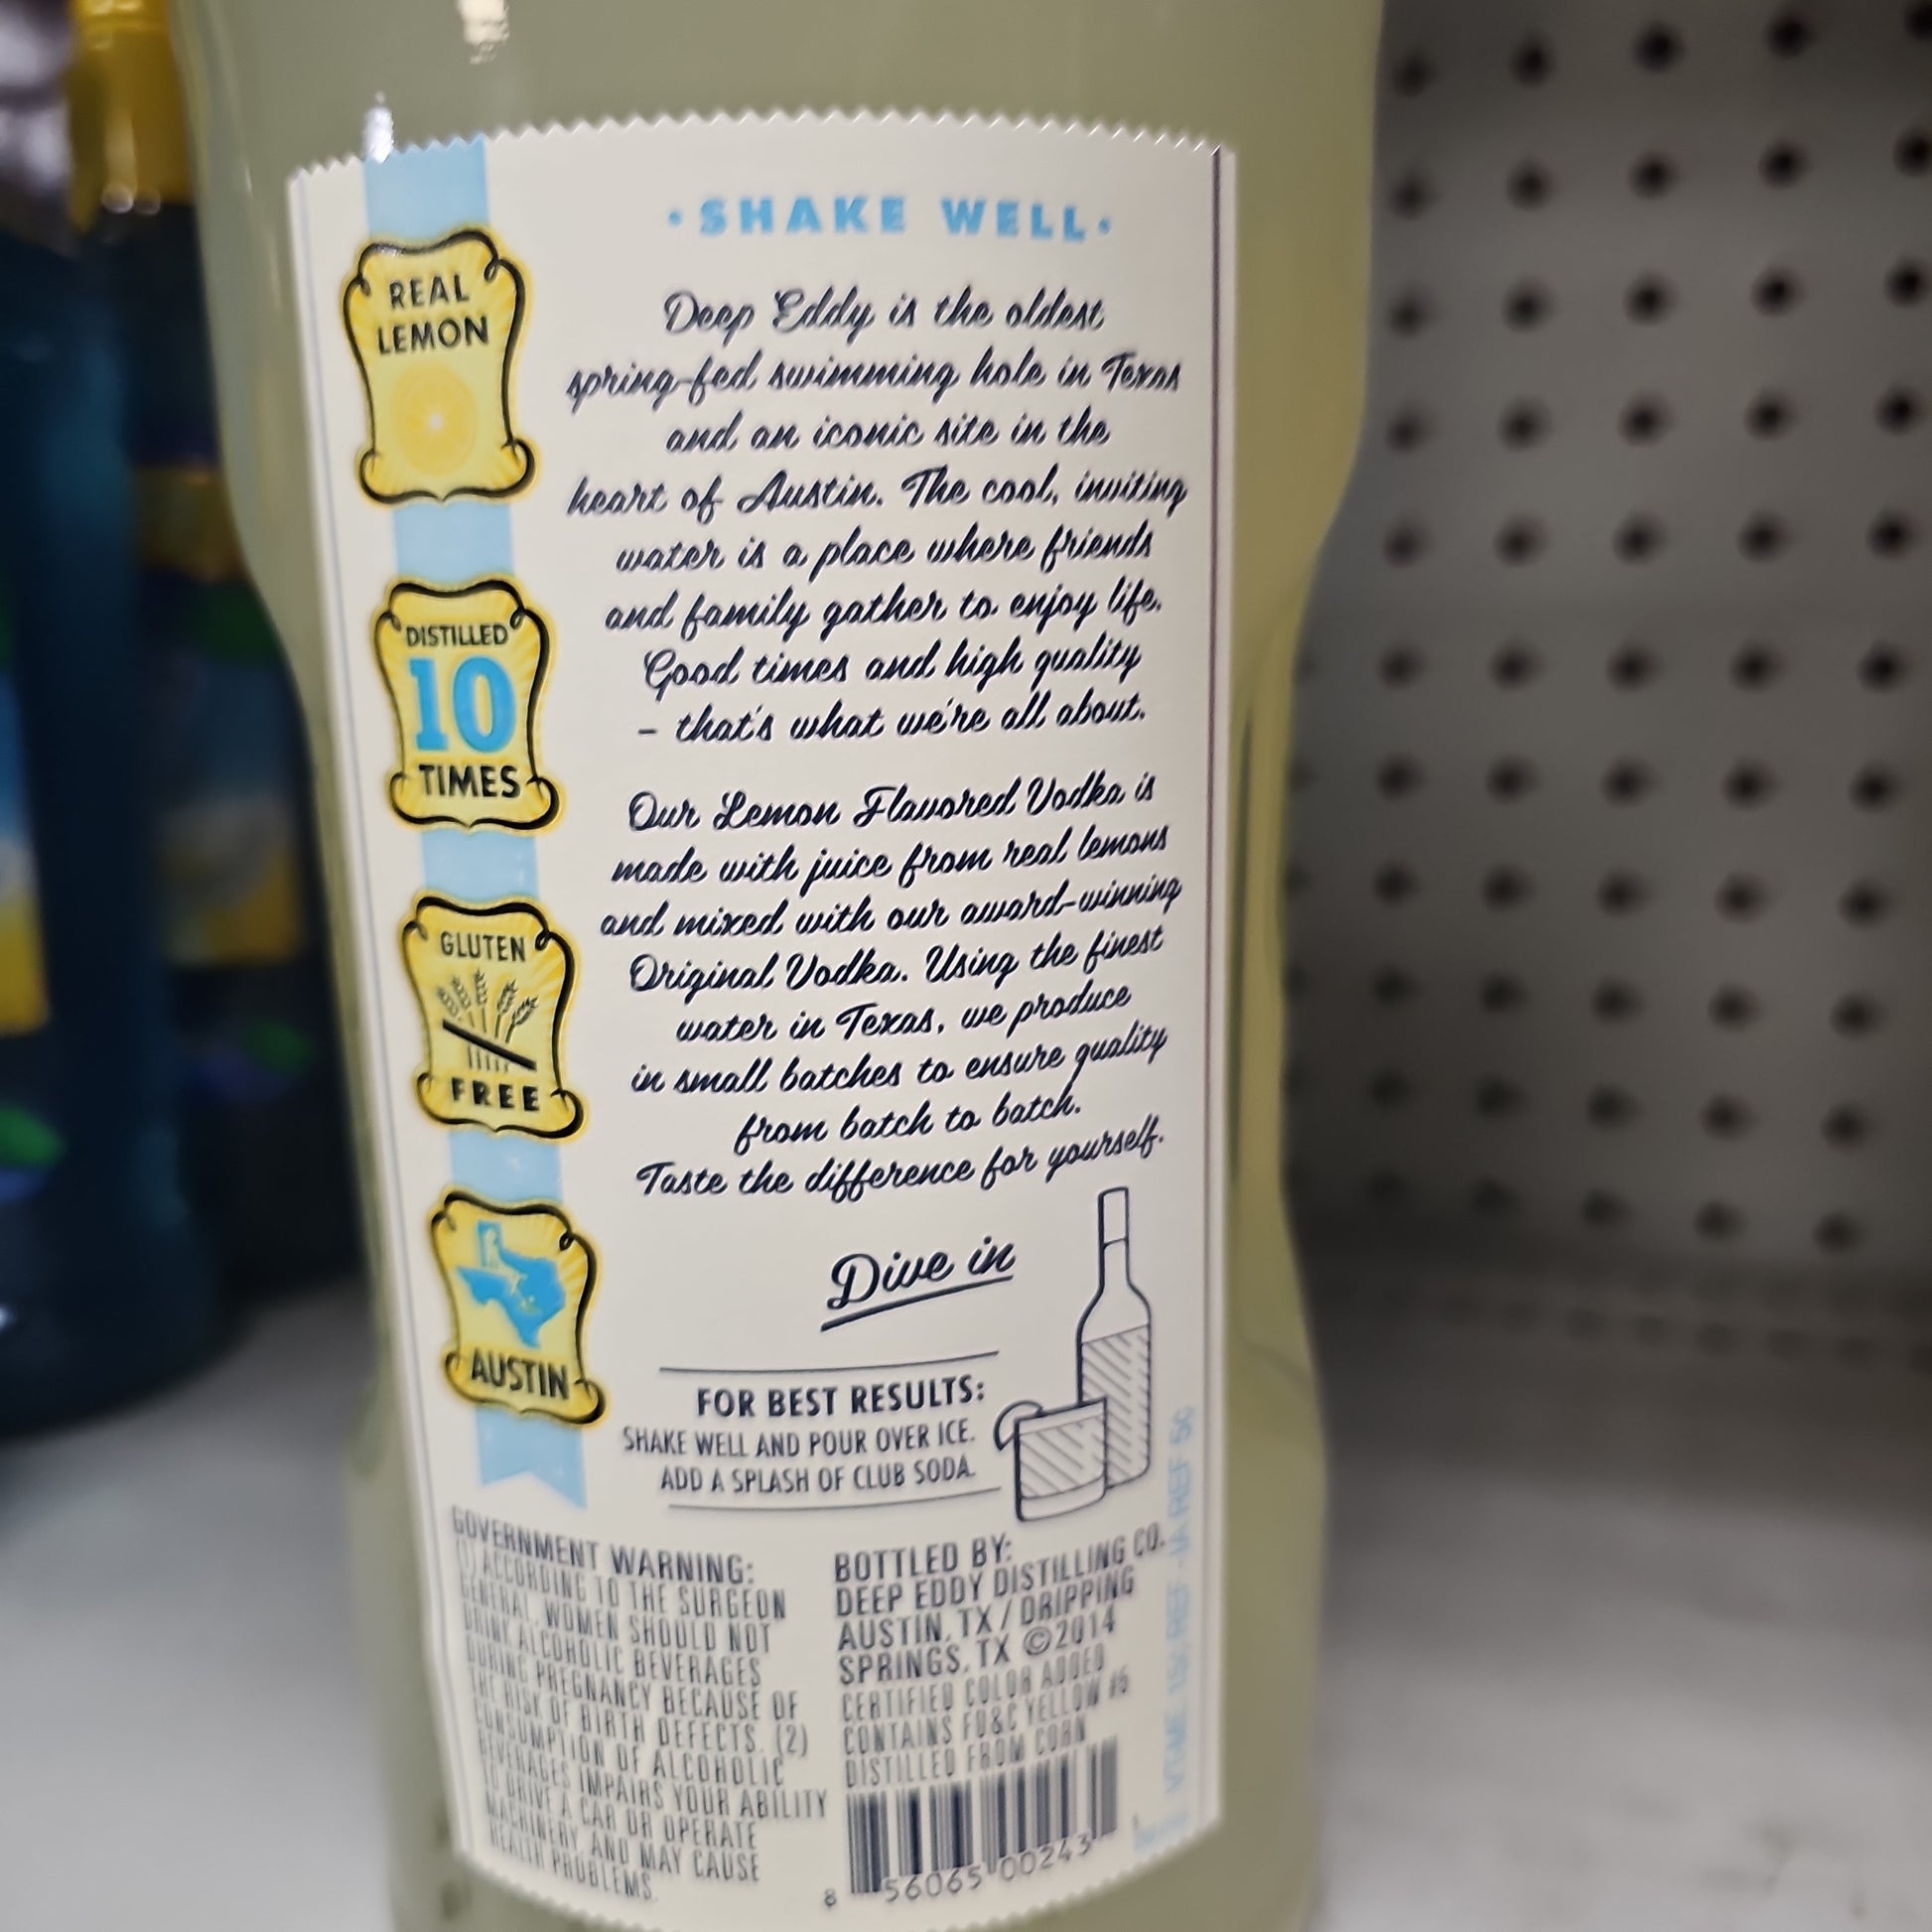 • SHAKE WELL •
REAL
LEMON
DISTILLED
10
TIMES
GLUTEN
FREE
AUSTIN
Deep Eddy is the oldest
spring-fed swimming hole in Texas
and an iconic site in the
heart of Austin. The cool, inviting
water is a place where friends
and family gather to enjoy life.
Good times and high quality
– that's what we're all about.
Our Lemon Flavored Vodka is
made with juice from real lemons
and mixed with our award-winning
Original Vodka. Using the finest
water in Texas, we produce
in small batches to ensure quality
from batch to batch.
Taste the difference for yourself.
Dive in
FOR BEST RESULTS:
SHAKE WELL AND POUR OVER ICE.
ADD A SPLASH OF CLUB SODA.
GOVERNMENT WARNING:
(1) ACCORDING TO THE SURGEON
GENERAL, WOMEN SHOULD NOT
DRINK ALCOHOLIC BEVERAGES
DURING PREGNANCY BECAUSE OF
THE RISK OF BIRTH DEFECTS. (2)
CONSUMPTION OF ALCOHOLIC
BEVERAGES IMPAIRS YOUR ABILITY
TO DRIVE A CAR OR OPERATE
MACHINERY, AND MAY CAUSE
HEALTH PROBLEMS.
BOTTLED BY:
DEEP EDDY DISTILLING CO.
AUSTIN, TX / DRIPPING
SPRINGS, TX ©2014
CERTIFIED COLOR ADDED
CONTAINS FD&C YELLOW #5
DISTILLED FROM CORN
8 56065 00243 1
REF 5¢